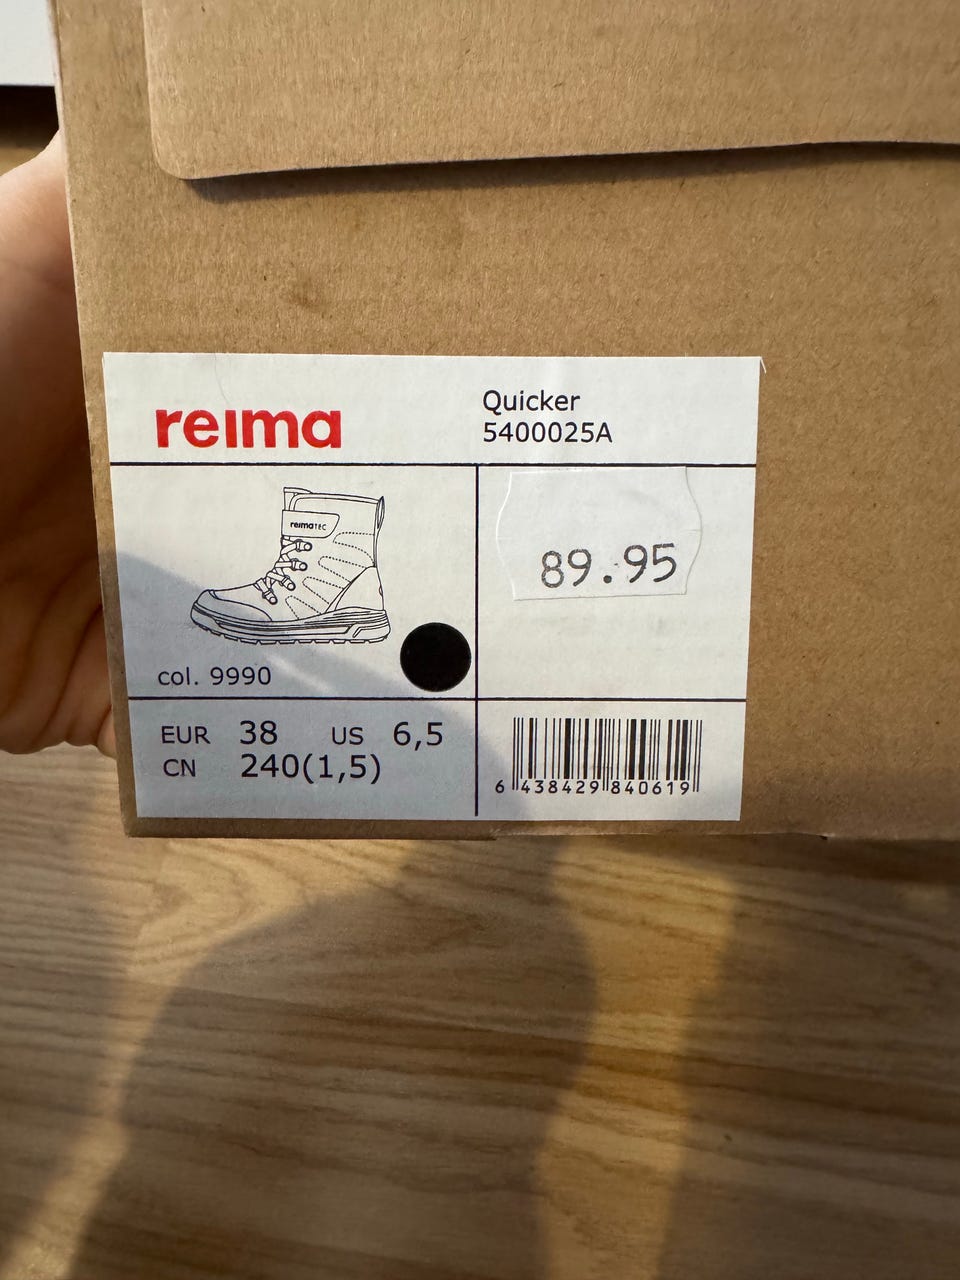 reima
Quicker
5400025A
reimatec
89.95
col. 9990
EUR 38 US 6,5
CN 240(1,5)
6 438429 840619